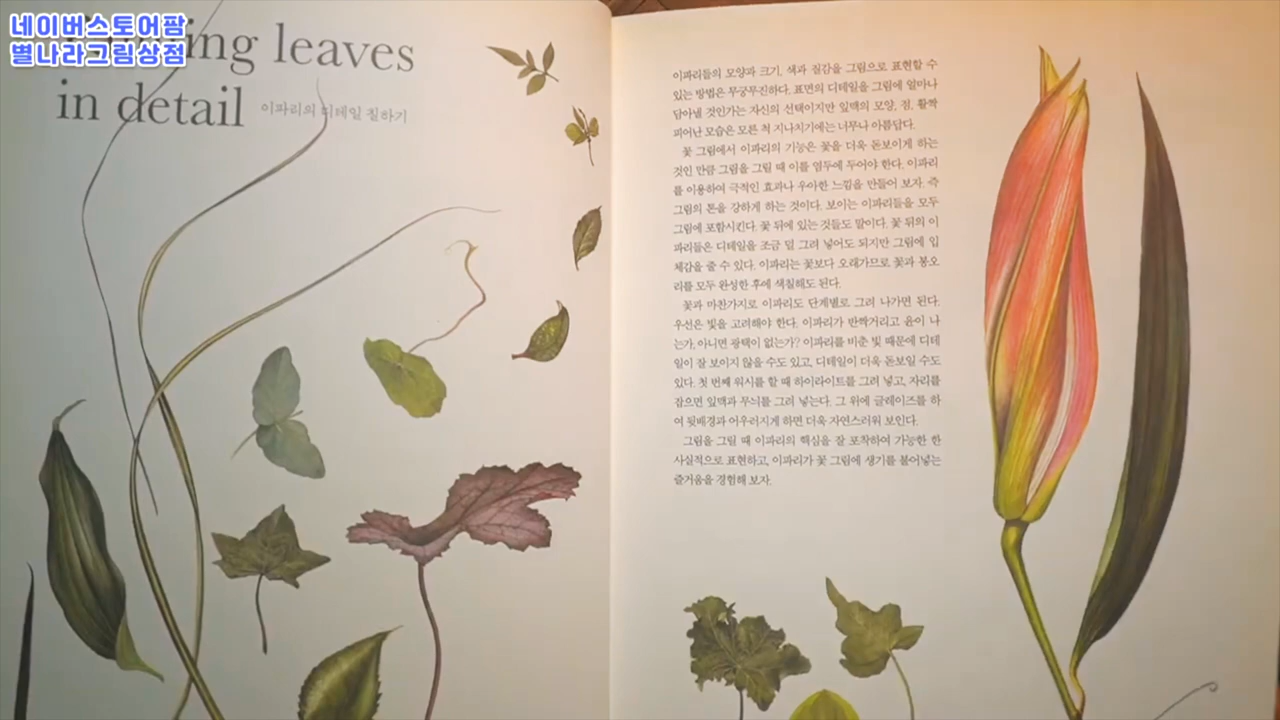 네이버스토어팜
별나라그림상점
Painting leaves
in detail 이파리의 디테일 칠하기
이파리들의 모양과 크기, 색과 질감을 그림으로 표현할 수
있는 방법은 무궁무진하다. 표면의 디테일을 그림에 얼마나
담아낼 것인가는 자신의 선택이지만 잎맥의 모양, 점, 활짝
피어난 모습은 모른 척 지나치기에는 너무나 아름답다.
꽃 그림에서 이파리의 기능은 꽃을 더욱 돋보이게 하는
것인 만큼 그림을 그릴 때 이를 염두에 두어야 한다. 이파리
를 이용하여 극적인 효과나 우아한 느낌을 만들어 보자. 즉
그림의 톤을 강하게 하는 것이다. 보이는 이파리들을 모두
그림에 포함시킨다. 꽃 뒤에 있는 것들도 말이다. 꽃 뒤의 이
파리들은 디테일을 조금 덜 그려 넣어도 되지만 그림에 입
체감을 줄 수 있다. 이파리는 꽃보다 오래가므로 꽃과 봉오
리를 모두 완성한 후에 색칠해도 된다.
꽃과 마찬가지로 이파리도 단계별로 그려 나가면 된다.
우선은 빛을 고려해야 한다. 이파리가 반짝거리고 윤이 나
는가, 아니면 광택이 없는가? 이파리를 비춘 빛 때문에 디테
일이 잘 보이지 않을 수도 있고, 디테일이 더욱 돋보일 수도
있다. 첫 번째 워시를 할 때 하이라이트를 그려 넣고, 자리를
잡으면 잎맥과 무늬를 그려 넣는다. 그 위에 글레이즈를 하
여 뒷배경과 어우러지게 하면 더욱 자연스러워 보인다.
그림을 그릴 때 이파리의 핵심을 잘 포착하여 가능한 한
사실적으로 표현하고, 이파리가 꽃 그림에 생기를 불어넣는
즐거움을 경험해 보자.